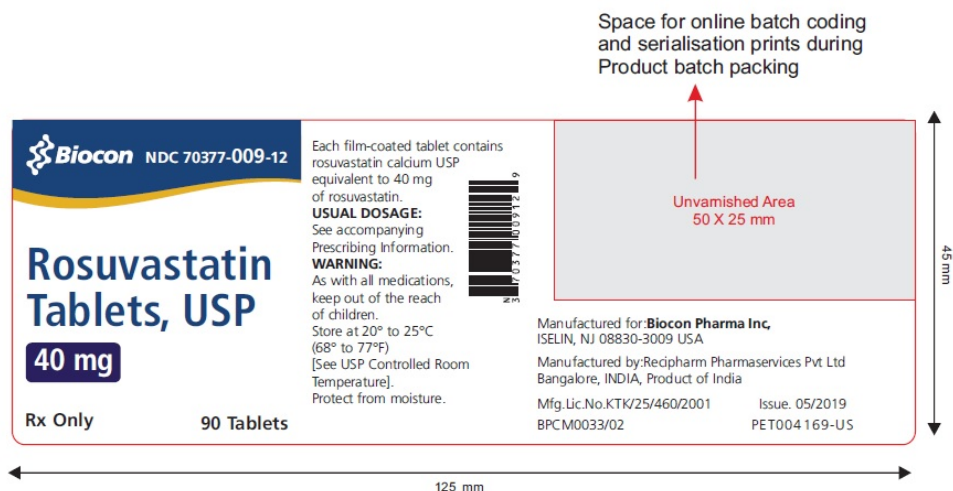 Space for online batch coding
and serialisation prints during
Product batch packing
Biocon NDC 70377-009-12
Rosuvastatin
Tablets, USP
40 mg
Rx Only 90 Tablets
Each film-coated tablet contains
rosuvastatin calcium USP
equivalent to 40 mg
of rosuvastatin.
USUAL DOSAGE:
See accompanying
Prescribing Information.
WARNING:
As with all medications,
keep out of the reach
of children.
Store at 20° to 25°C
(68° to 77°F)
[See USP Controlled Room
Temperature].
Protect from moisture.
N 3 70377 00912 9
Unvarnished Area
50 X 25 mm
Manufactured for:Biocon Pharma Inc,
ISELIN, NJ 08830-3009 USA
Manufactured by:Recipharm Pharmaservices Pvt Ltd
Bangalore, INDIA, Product of India
Mfg.Lic.No.KTK/25/460/2001 Issue. 05/2019
BPCM0033/02 PET004169-US
45 mm
125 mm